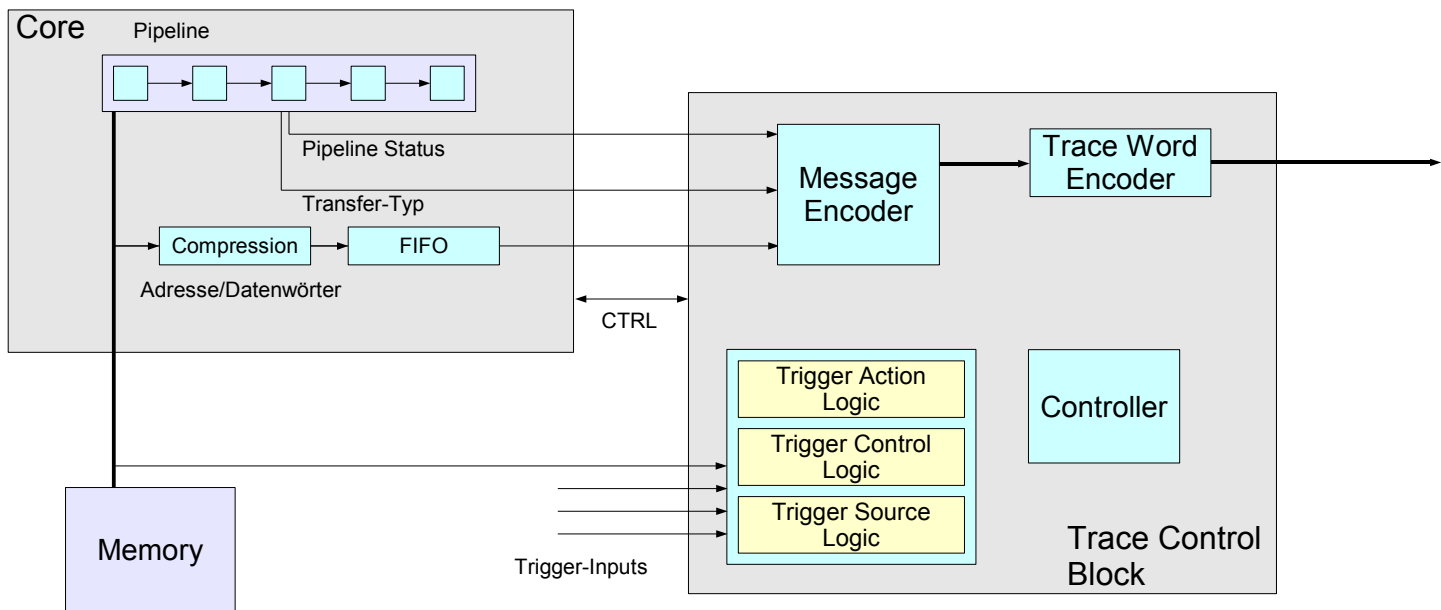 Core
Pipeline
Pipeline Status
Transfer-Typ
Compression
FIFO
Adresse/Datenwörter
CTRL
Message
Encoder
Trace Word
Encoder
Trigger Action
Logic
Trigger Control
Logic
Trigger Source
Logic
Controller
Memory
Trigger-Inputs
Trace Control
Block